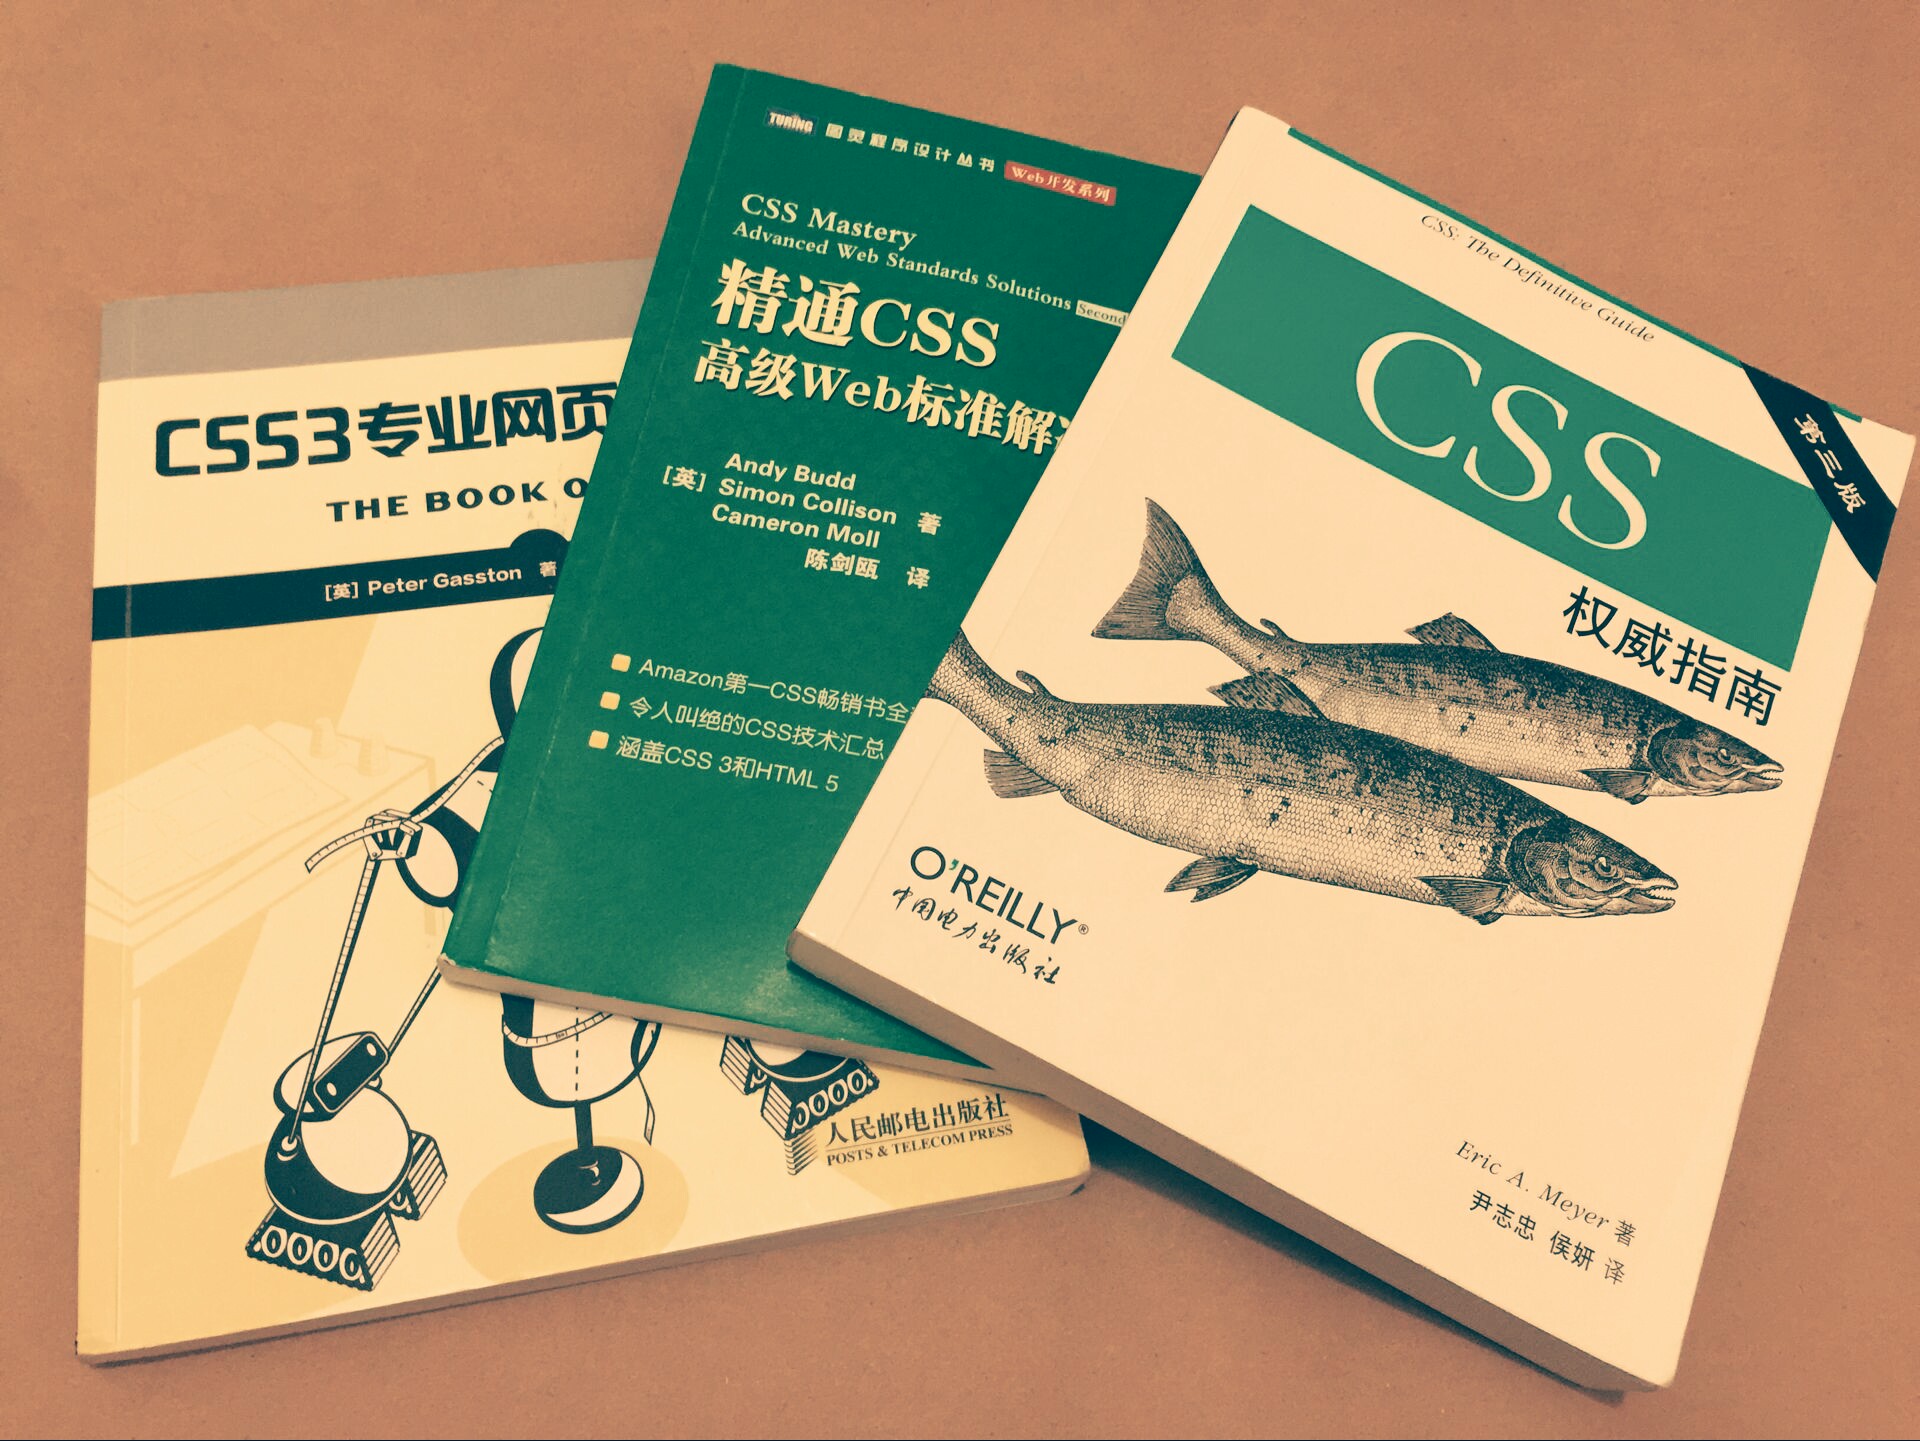 CSS3专业网页
THE BOOK O
[英] Peter Gasston 著
人民邮电出版社
POSTS & TELECOM PRESS
TURING 图灵程序设计丛书 Web开发系列
CSS Mastery
Advanced Web Standards Solutions Second
精通CSS
高级Web标准解
Andy Budd
[英] Simon Collison 著
Cameron Moll
陈剑瓯 译
Amazon第一CSS畅销书全
令人叫绝的CSS技术汇总
涵盖CSS 3和HTML 5
CSS: The Definitive Guide
第三版
CSS
权威指南
O'REILLY®
中国电力出版社
Eric A. Meyer 著
尹志忠 侯妍 译